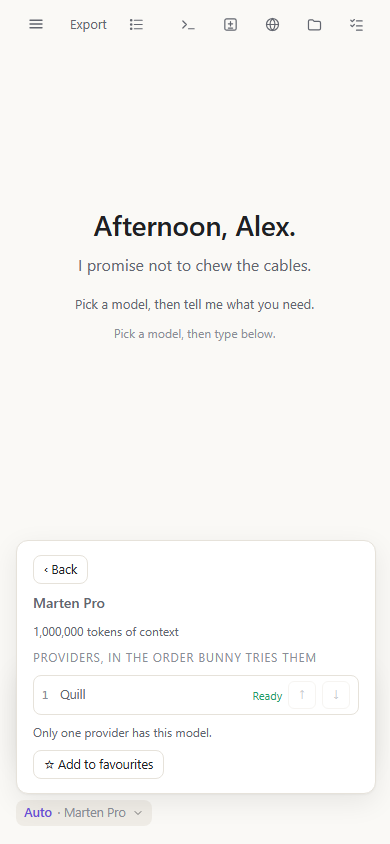 Export
Afternoon, Alex.
I promise not to chew the cables.
Pick a model, then tell me what you need.
Pick a model, then type below.
‹ Back
Marten Pro
1,000,000 tokens of context
PROVIDERS, IN THE ORDER BUNNY TRIES THEM
1 Quill Ready ↑ ↓
Only one provider has this model.
☆ Add to favourites
Auto · Marten Pro